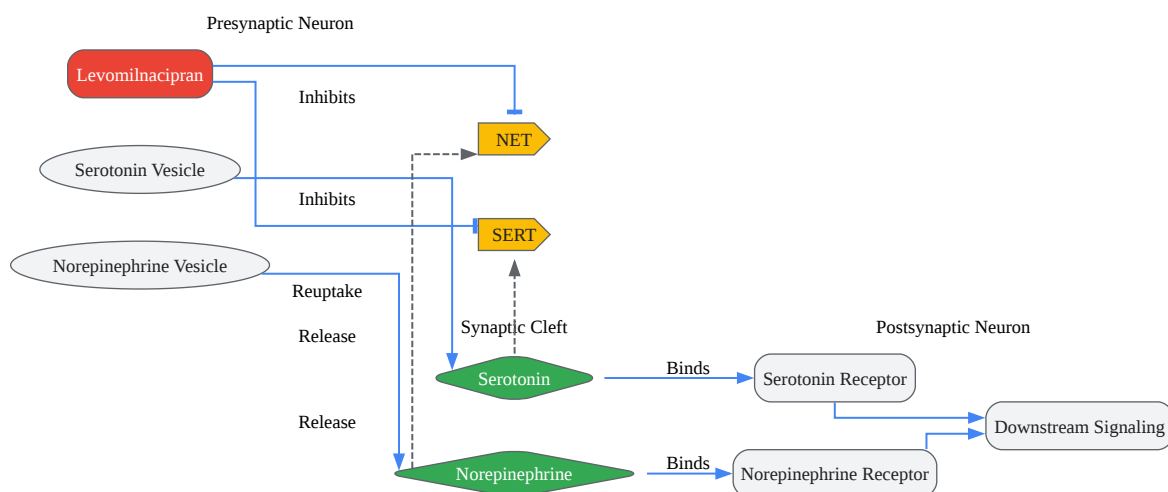 Presynaptic Neuron
Levomilnacipran
Inhibits
NET
Serotonin Vesicle
Inhibits
SERT
Norepinephrine Vesicle
Reuptake
Release
Synaptic Cleft
Postsynaptic Neuron
Serotonin
Binds
Serotonin Receptor
Release
Downstream Signaling
Norepinephrine
Binds
Norepinephrine Receptor